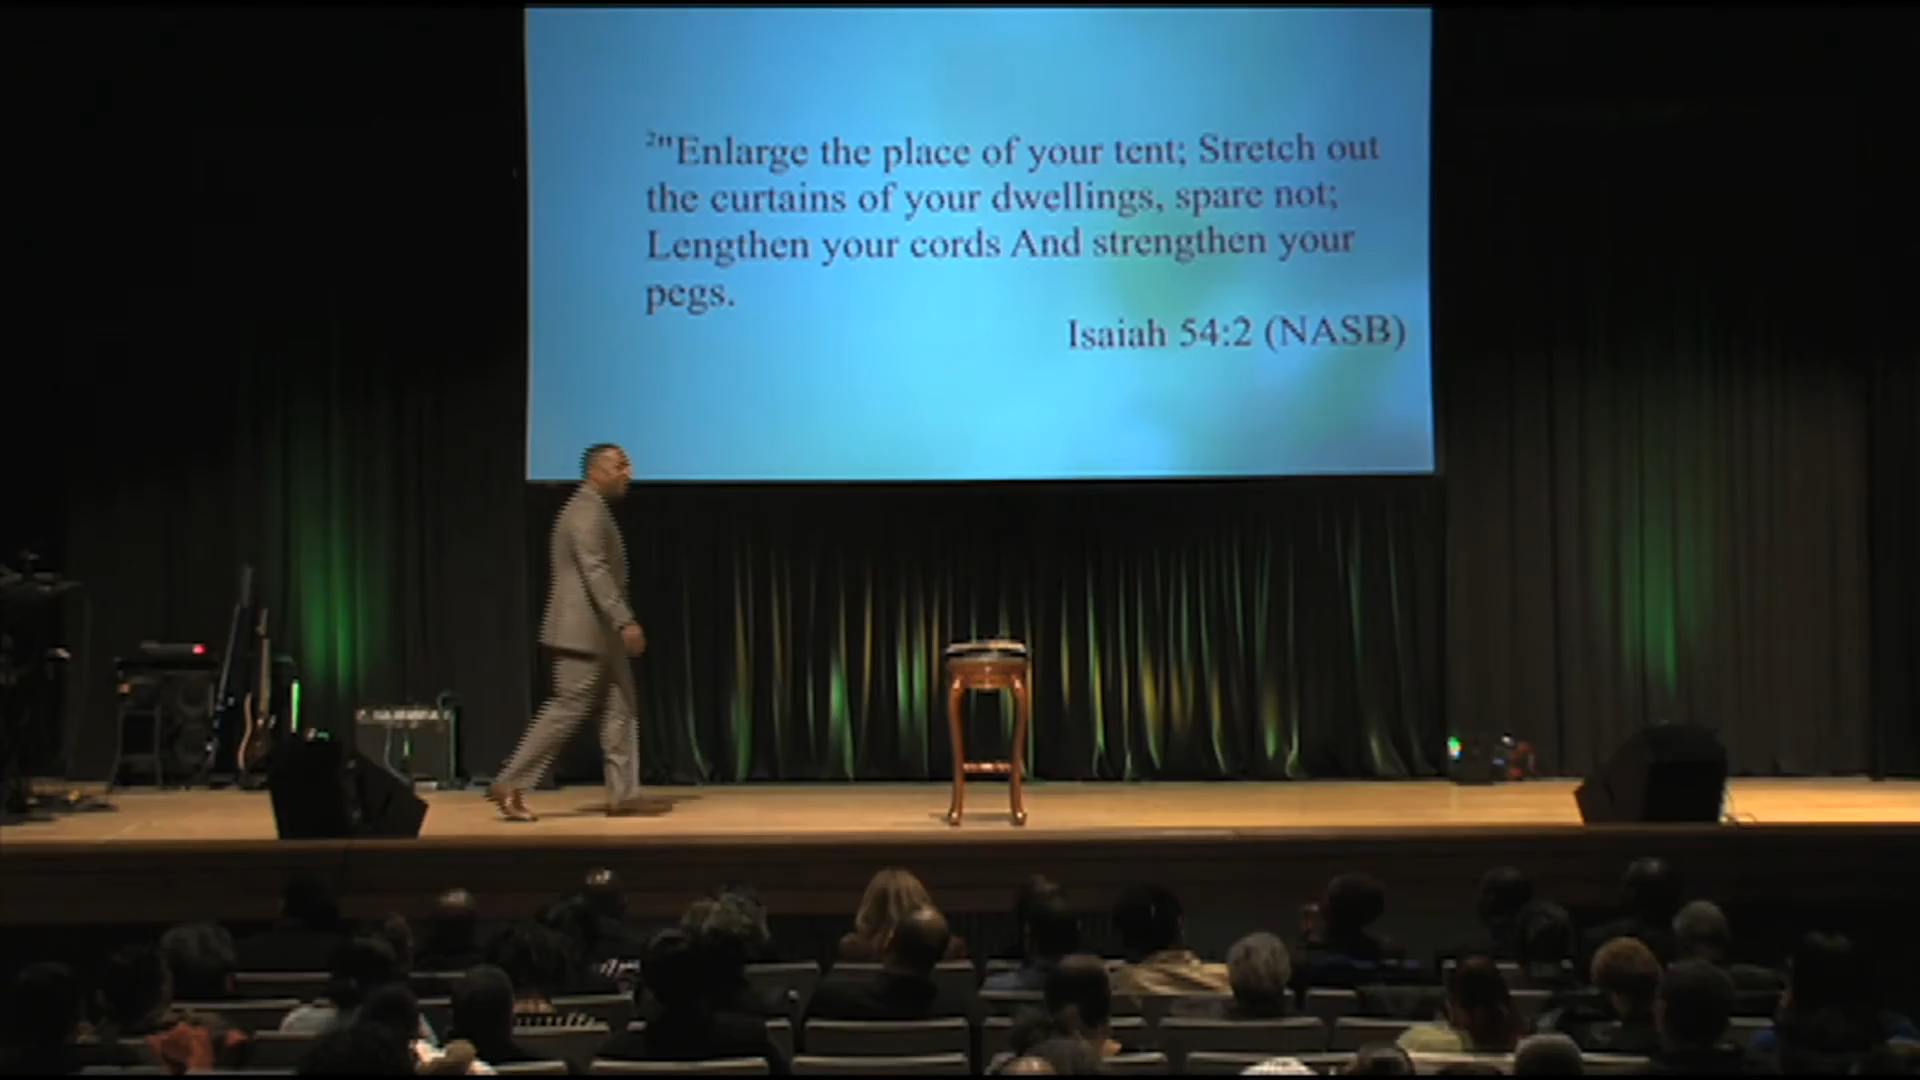 ²"Enlarge the place of your tent; Stretch out
the curtains of your dwellings, spare not;
Lengthen your cords And strengthen your
pegs.
Isaiah 54:2 (NASB)